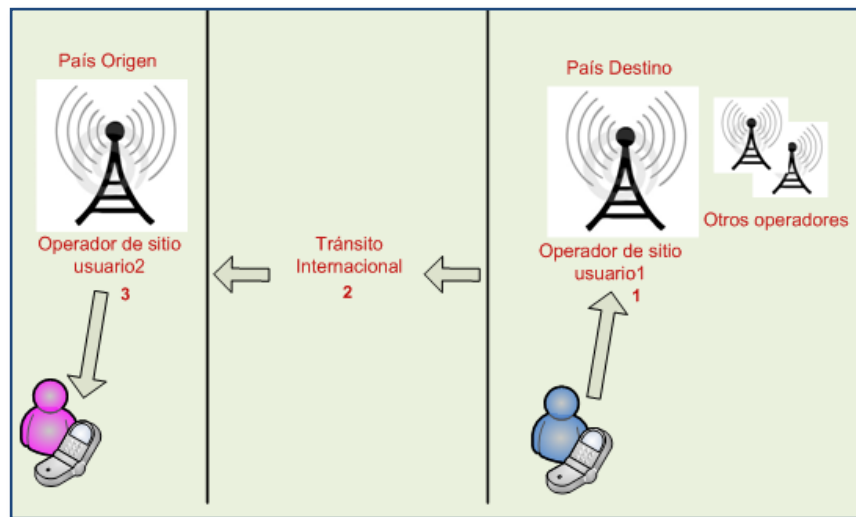 País Origen
Operador de sitio
usuario2
3
Tránsito
Internacional
2
País Destino
Operador de sitio
usuario1
1
Otros operadores